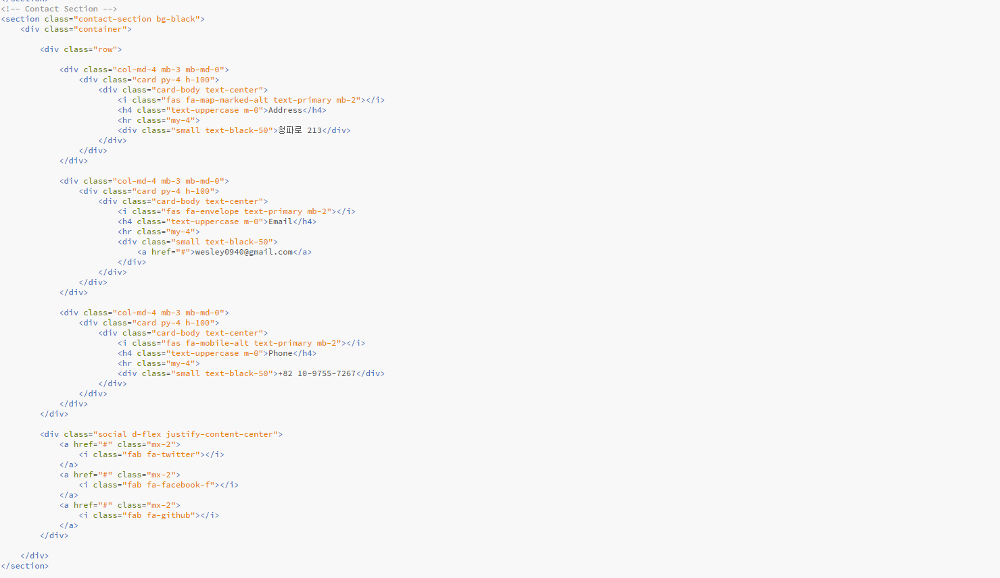 </section>
<!-- Contact Section -->
<section class="contact-section bg-black">
    <div class="container">

        <div class="row">

            <div class="col-md-4 mb-3 mb-md-0">
                <div class="card py-4 h-100">
                    <div class="card-body text-center">
                        <i class="fas fa-map-marked-alt text-primary mb-2"></i>
                        <h4 class="text-uppercase m-0">Address</h4>
                        <hr class="my-4">
                        <div class="small text-black-50">청파로 213</div>
                    </div>
                </div>
            </div>

            <div class="col-md-4 mb-3 mb-md-0">
                <div class="card py-4 h-100">
                    <div class="card-body text-center">
                        <i class="fas fa-envelope text-primary mb-2"></i>
                        <h4 class="text-uppercase m-0">Email</h4>
                        <hr class="my-4">
                        <div class="small text-black-50">
                            <a href="#">wesley0940@gmail.com</a>
                        </div>
                    </div>
                </div>
            </div>

            <div class="col-md-4 mb-3 mb-md-0">
                <div class="card py-4 h-100">
                    <div class="card-body text-center">
                        <i class="fas fa-mobile-alt text-primary mb-2"></i>
                        <h4 class="text-uppercase m-0">Phone</h4>
                        <hr class="my-4">
                        <div class="small text-black-50">+82 10-9755-7267</div>
                    </div>
                </div>
            </div>
        </div>

        <div class="social d-flex justify-content-center">
            <a href="#" class="mx-2">
                <i class="fab fa-twitter"></i>
            </a>
            <a href="#" class="mx-2">
                <i class="fab fa-facebook-f"></i>
            </a>
            <a href="#" class="mx-2">
                <i class="fab fa-github"></i>
            </a>
        </div>

    </div>
</section>